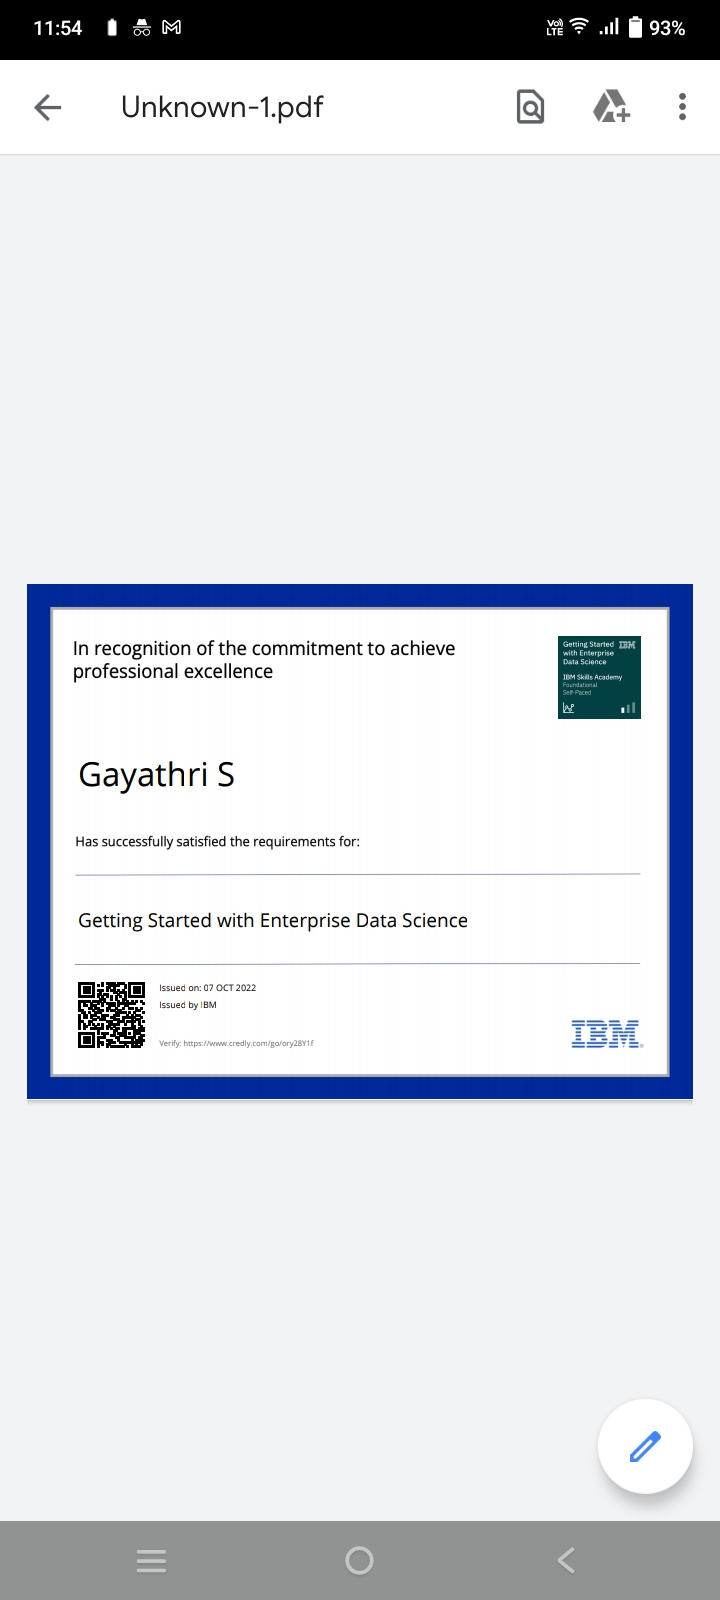 11:54
Vo) LTE
93%
Unknown-1.pdf
In recognition of the commitment to achieve
professional excellence
Getting Started IBM
with Enterprise
Data Science
IBM Skills Academy
Foundational
Self-Paced
Gayathri S
Has successfully satisfied the requirements for:
Getting Started with Enterprise Data Science
Issued on: 07 OCT 2022
Issued by IBM
Verify: https://www.credly.com/go/ory28Y1f
IBM®